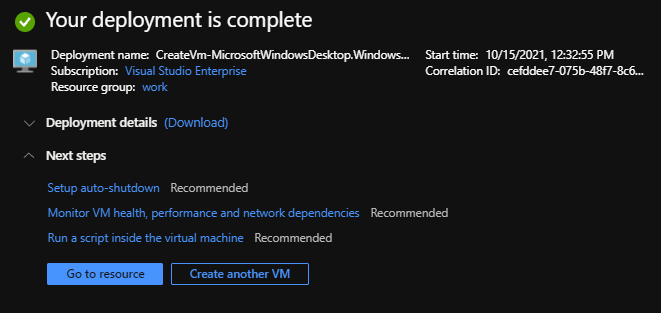 Your deployment is complete
Deployment name: CreateVm-MicrosoftWindowsDesktop.Windows... Start time: 10/15/2021, 12:32:55 PM
Subscription: Visual Studio Enterprise Correlation ID: cefddee7-075b-48f7-8c6...
Resource group: work
Deployment details (Download)
Next steps
Setup auto-shutdown Recommended
Monitor VM health, performance and network dependencies Recommended
Run a script inside the virtual machine Recommended
Go to resource Create another VM